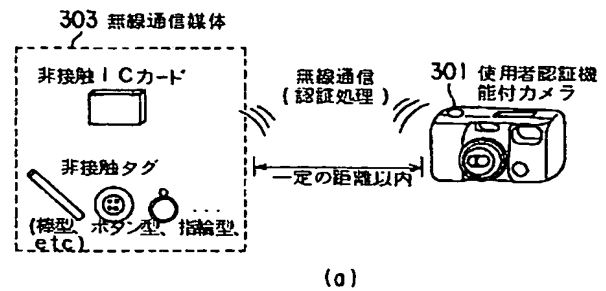 303 無線通信媒体
非接触ICカード
無線通信
(認証処理)
301 使用者認証機
能付カメラ
非接触タグ
一定の距離以内
(棒型、ボタン型、指輪型、
etc)
...
(a)